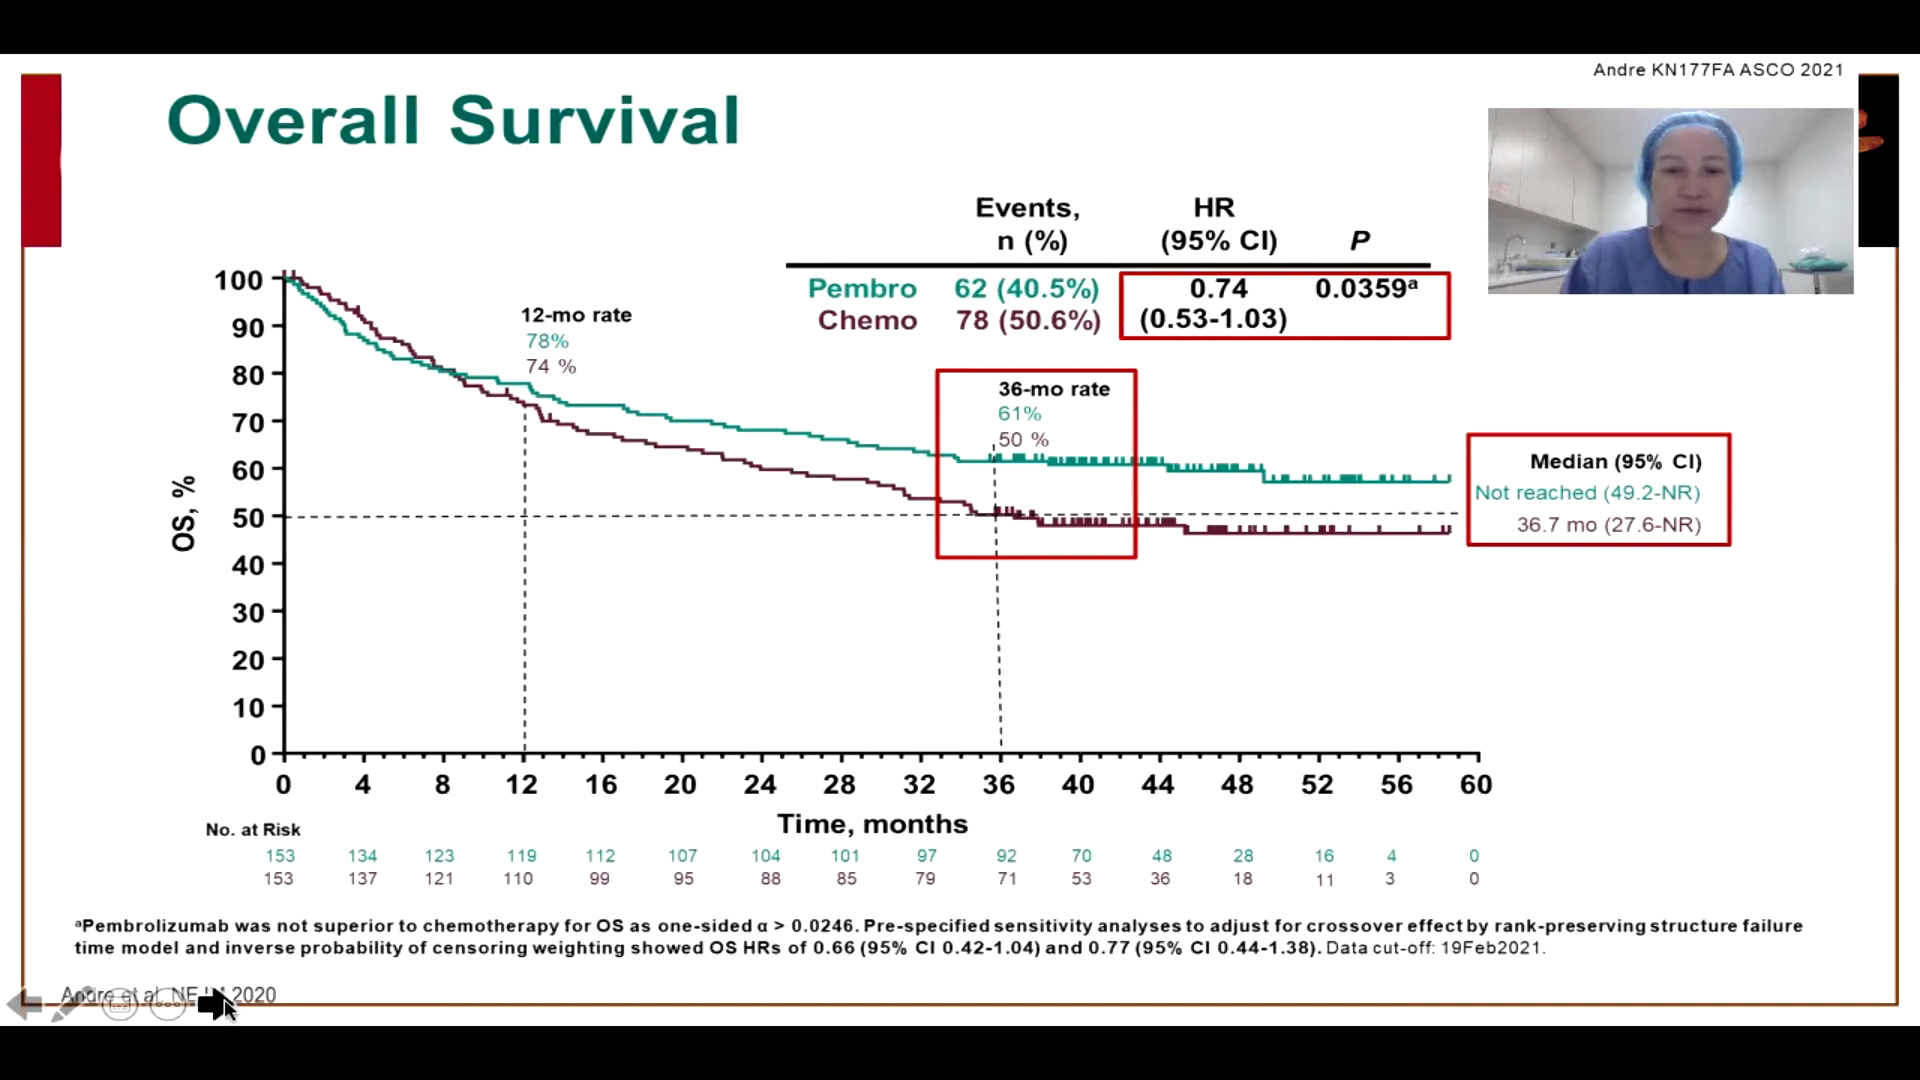 Andre KN177FA ASCO 2021
Overall Survival
Events, HR
n (%) (95% CI) P
Pembro 62 (40.5%) 0.74 0.0359ᵃ
Chemo 78 (50.6%) (0.53-1.03)
12-mo rate
78%
74 %
36-mo rate
61%
50 %
Median (95% CI)
Not reached (49.2-NR)
36.7 mo (27.6-NR)
OS, %
100
90
80
70
60
50
40
30
20
10
0
0 4 8 12 16 20 24 28 32 36 40 44 48 52 56 60
Time, months
No. at Risk
153 134 123 119 112 107 104 101 97 92 70 48 28 16 4 0
153 137 121 110 99 95 88 85 79 71 53 36 18 11 3 0
ᵃPembrolizumab was not superior to chemotherapy for OS as one-sided α > 0.0246. Pre-specified sensitivity analyses to adjust for crossover effect by rank-preserving structure failure
time model and inverse probability of censoring weighting showed OS HRs of 0.66 (95% CI 0.42-1.04) and 0.77 (95% CI 0.44-1.38). Data cut-off: 19Feb2021.
Andre et al. 2020